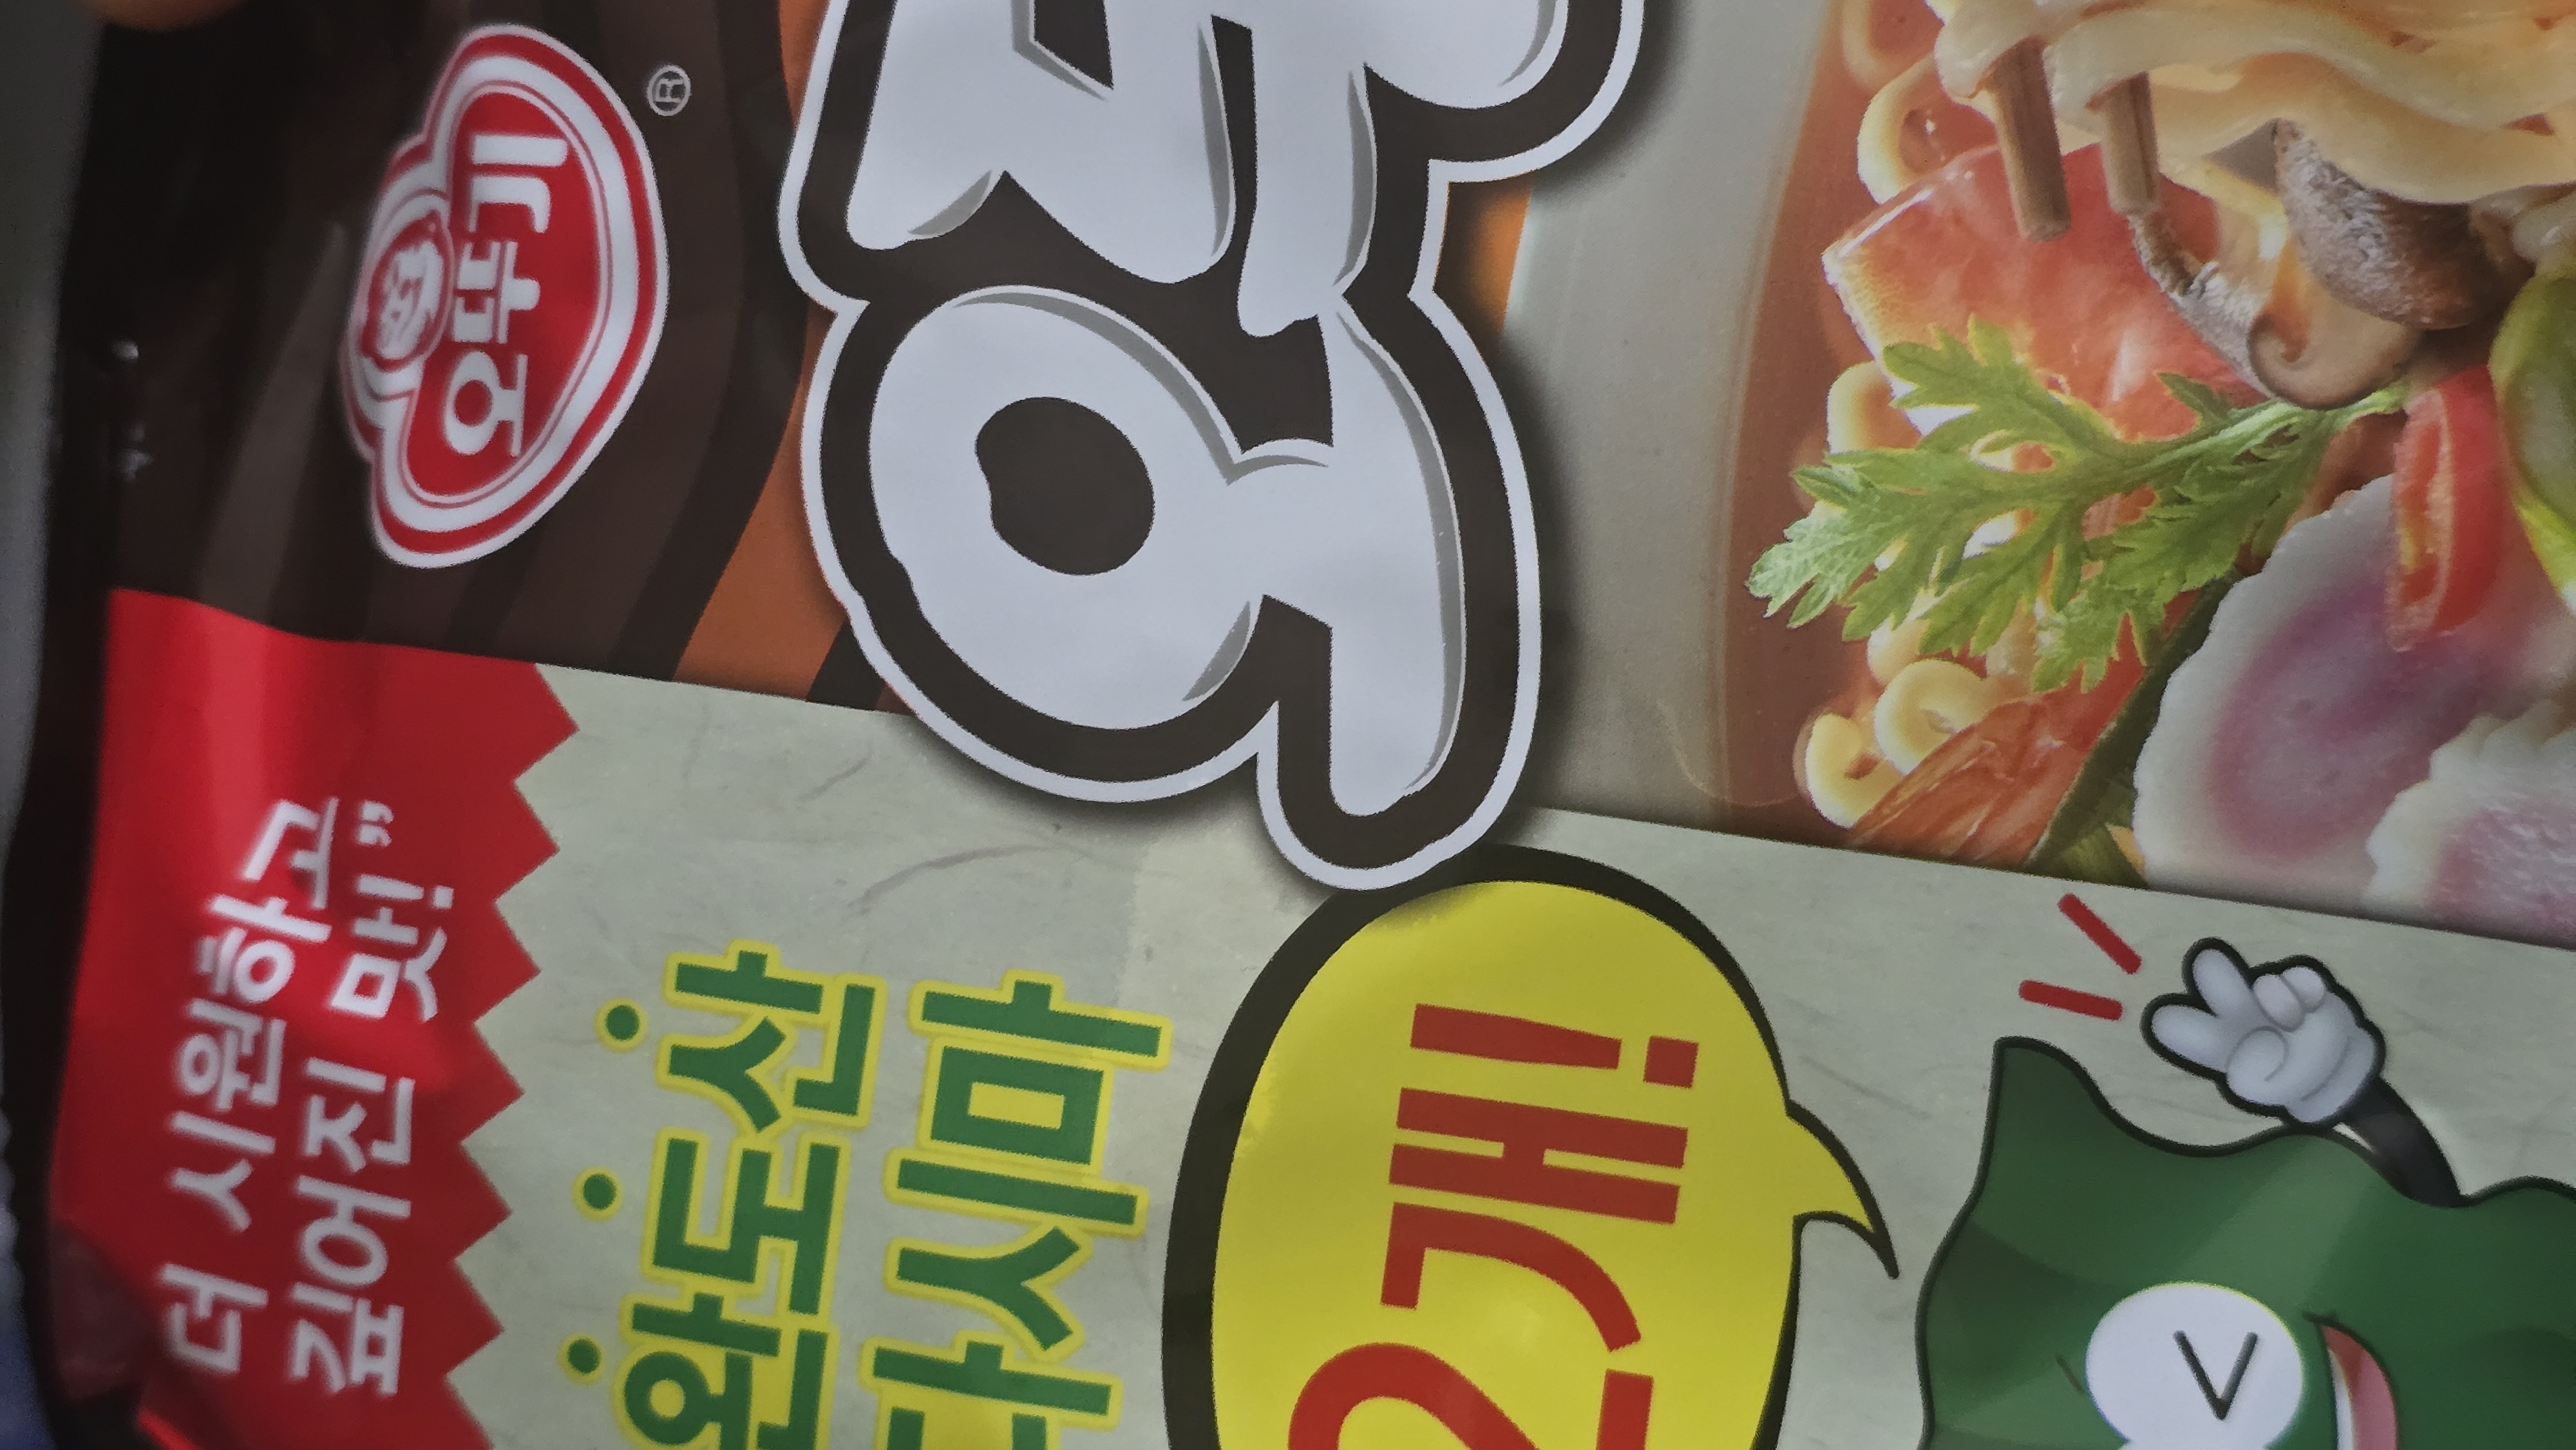 오뚜기
®
오
더 시원하고
깊어진 맛!”
완도산
다시마
2개!